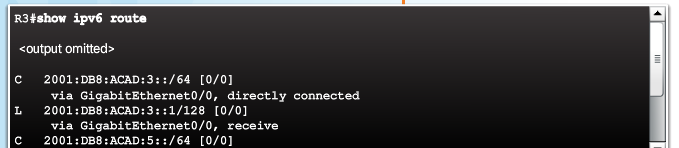 R3#show ipv6 route
<output omitted>
C 2001:DB8:ACAD:3::/64 [0/0]
via GigabitEthernet0/0, directly connected
L 2001:DB8:ACAD:3::1/128 [0/0]
via GigabitEthernet0/0, receive
C 2001:DB8:ACAD:5::/64 [0/0]